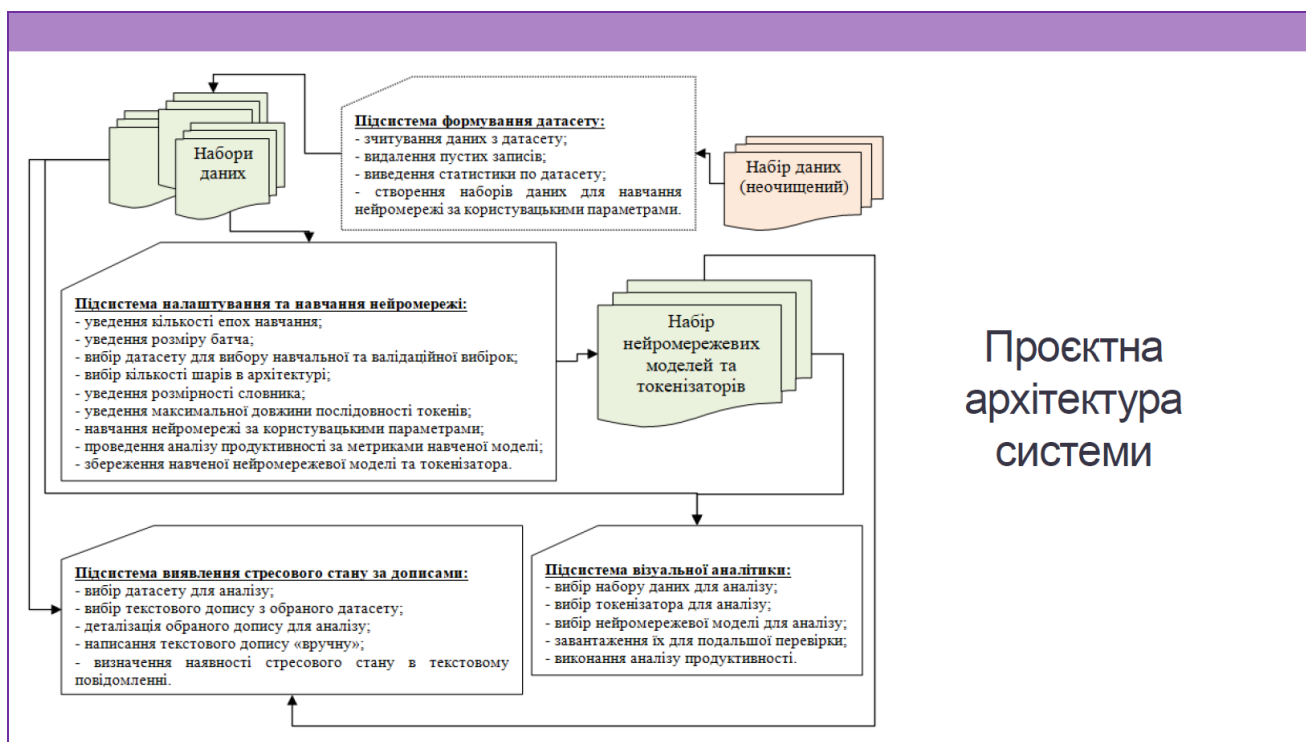 Підсистема формування датасету:
- зчитування даних з датасету;
- видалення пустих записів;
- виведення статистики по датасету;
- створення наборів даних для навчання
нейромережі за користувацькими параметрами.
Набори
даних
Набір даних
(неочищений)
Підсистема налаштування та навчання нейромережі:
- уведення кількості епох навчання;
- уведення розміру батча;
- вибір датасету для вибору навчальної та валідаційної вибірок;
- вибір кількості шарів в архітектурі;
- уведення розмірності словника;
- уведення максимальної довжини послідовності токенів;
- навчання нейромережі за користувацькими параметрами;
- проведення аналізу продуктивності за метриками навченої моделі;
- збереження навченої нейромережевої моделі та токенізатора.
Набір
нейромережевих
моделей та
токенізаторів
Проєктна
архітектура
системи
Підсистема виявлення стресового стану за дописами:
- вибір датасету для аналізу;
- вибір текстового допису з обраного датасету;
- деталізація обраного допису для аналізу;
- написання текстового допису «вручну»;
- визначення наявності стресового стану в текстовому
повідомленні.
Підсистема візуальної аналітики:
- вибір набору даних для аналізу;
- вибір токенізатора для аналізу;
- вибір нейромережевої моделі для аналізу;
- завантаження їх для подальшої перевірки;
- виконання аналізу продуктивності.